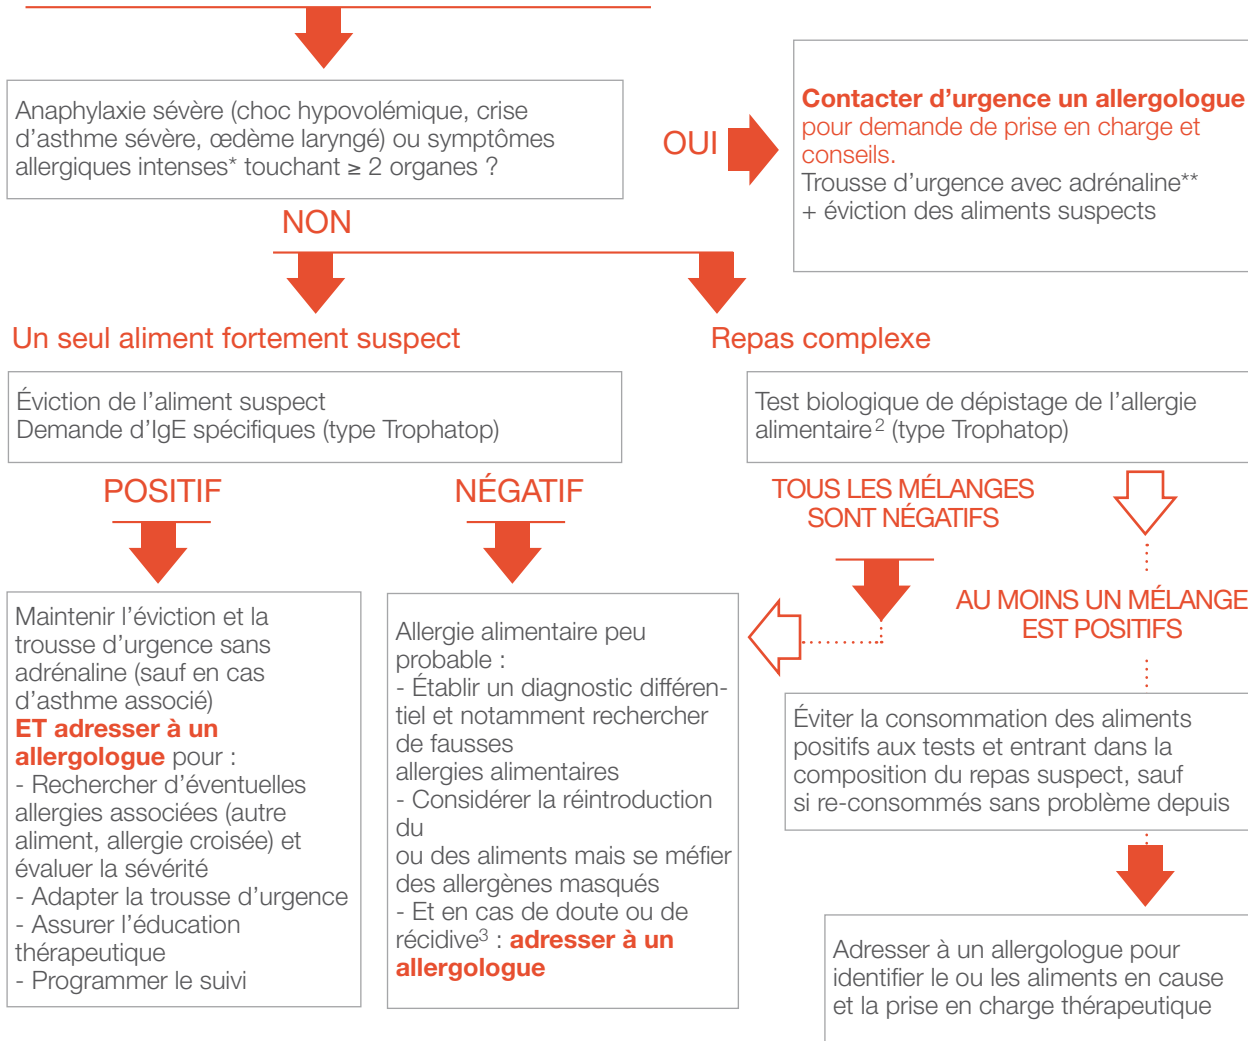 Anaphylaxie sévère (choc hypovolémique, crise
d’asthme sévère, œdème laryngé) ou symptômes
allergiques intenses* touchant ≥ 2 organes ?
OUI
Contacter d’urgence un allergologue
pour demande de prise en charge et
conseils.
Trousse d’urgence avec adrénaline**
+ éviction des aliments suspects
NON
Un seul aliment fortement suspect
Repas complexe
Éviction de l’aliment suspect
Demande d’IgE spécifiques (type Trophatop)
Test biologique de dépistage de l’allergie
alimentaire² (type Trophatop)
POSITIF
NÉGATIF
TOUS LES MÉLANGES
SONT NÉGATIFS
AU MOINS UN MÉLANGE
EST POSITIFS
Maintenir l’éviction et la
trousse d’urgence sans
adrénaline (sauf en cas
d’asthme associé)
ET adresser à un
allergologue pour :
- Rechercher d’éventuelles
allergies associées (autre
aliment, allergie croisée) et
évaluer la sévérité
- Adapter la trousse d’urgence
- Assurer l’éducation
thérapeutique
- Programmer le suivi
Allergie alimentaire peu
probable :
- Établir un diagnostic différen-
tiel et notamment rechercher
de fausses
allergies alimentaires
- Considérer la réintroduction
du
ou des aliments mais se méfier
des allergènes masqués
- Et en cas de doute ou de
récidive³ : adresser à un
allergologue
Éviter la consommation des aliments
positifs aux tests et entrant dans la
composition du repas suspect, sauf
si re-consommés sans problème depuis
Adresser à un allergologue pour
identifier le ou les aliments en cause
et la prise en charge thérapeutique